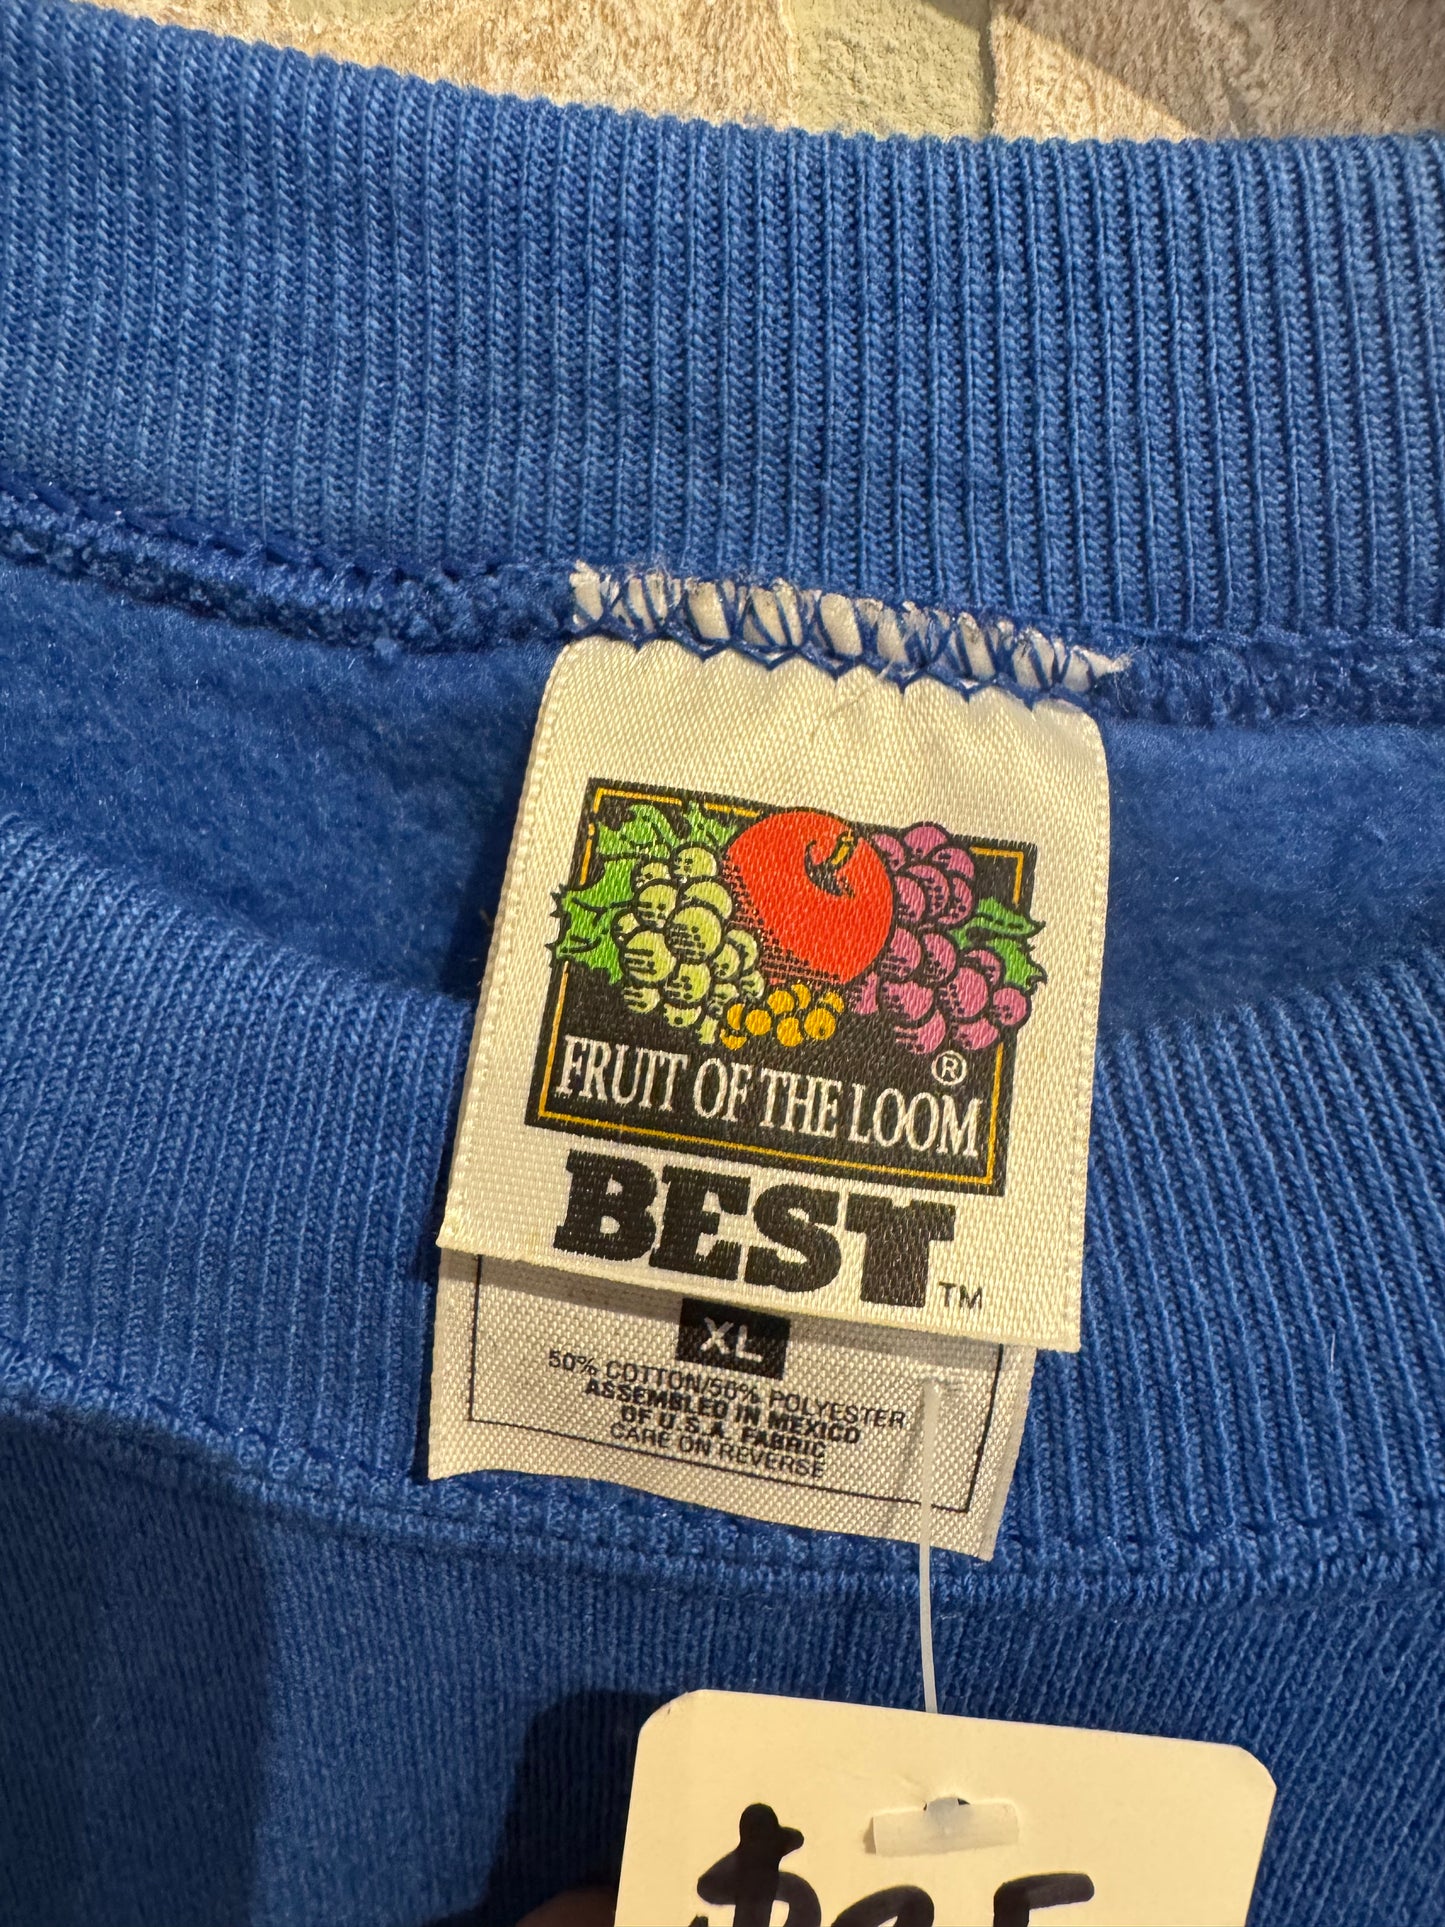 FRUIT OF THE LOOM ®
BEST ™
XL
50% COTTON/50% POLYESTER
ASSEMBLED IN MEXICO
OF U.S.A. FABRIC
CARE ON REVERSE